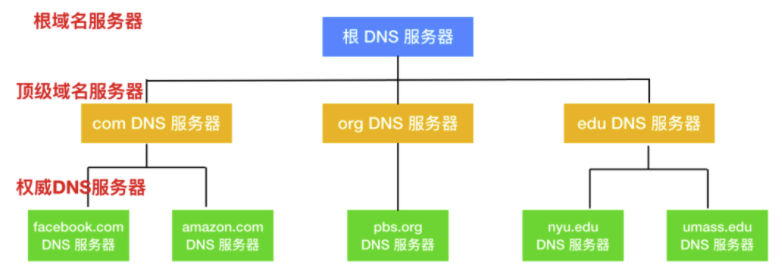 根域名服务器
根 DNS 服务器
顶级域名服务器
com DNS 服务器
org DNS 服务器
edu DNS 服务器
权威DNS服务器
facebook.com
DNS 服务器
amazon.com
DNS 服务器
pbs.org
DNS 服务器
nyu.edu
DNS 服务器
umass.edu
DNS 服务器